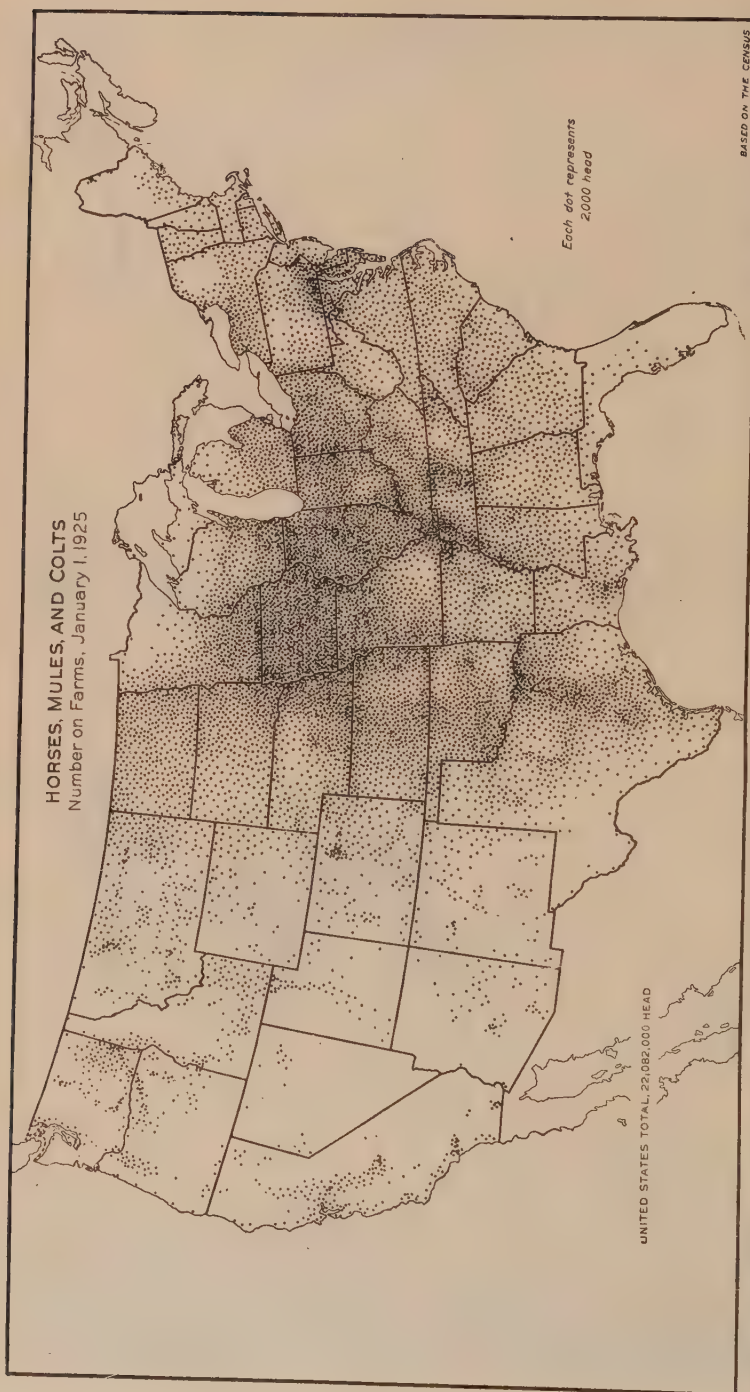 HORSES, MULES, AND COLTS
Number on Farms, January 1, 1925
Each dot represents
2,000 head
UNITED STATES TOTAL, 22,082,000 HEAD
BASED ON THE CENSUS